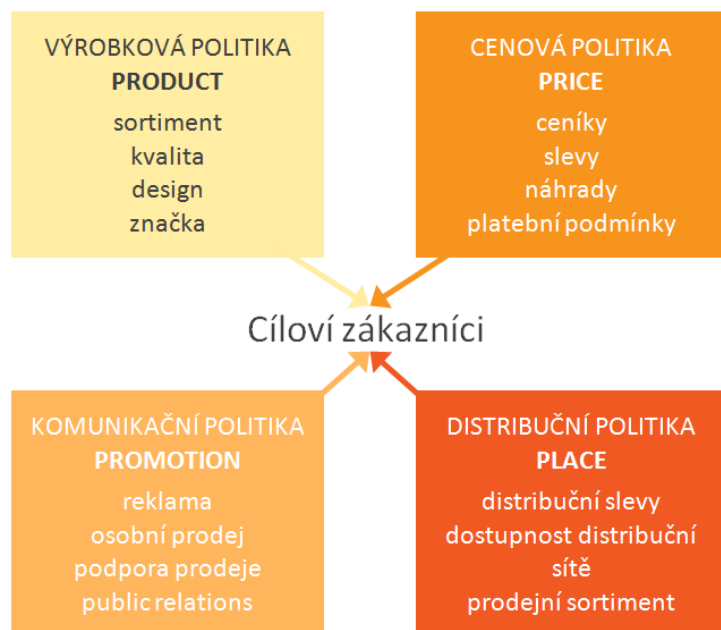 VÝROBKOVÁ POLITIKA
PRODUCT
sortiment
kvalita
design
značka
CENOVÁ POLITIKA
PRICE
ceníky
slevy
náhrady
platební podmínky
Cíloví zákazníci
KOMUNIKAČNÍ POLITIKA
PROMOTION
reklama
osobní prodej
podpora prodeje
public relations
DISTRIBUČNÍ POLITIKA
PLACE
distribuční slevy
dostupnost distribuční
sítě
prodejní sortiment